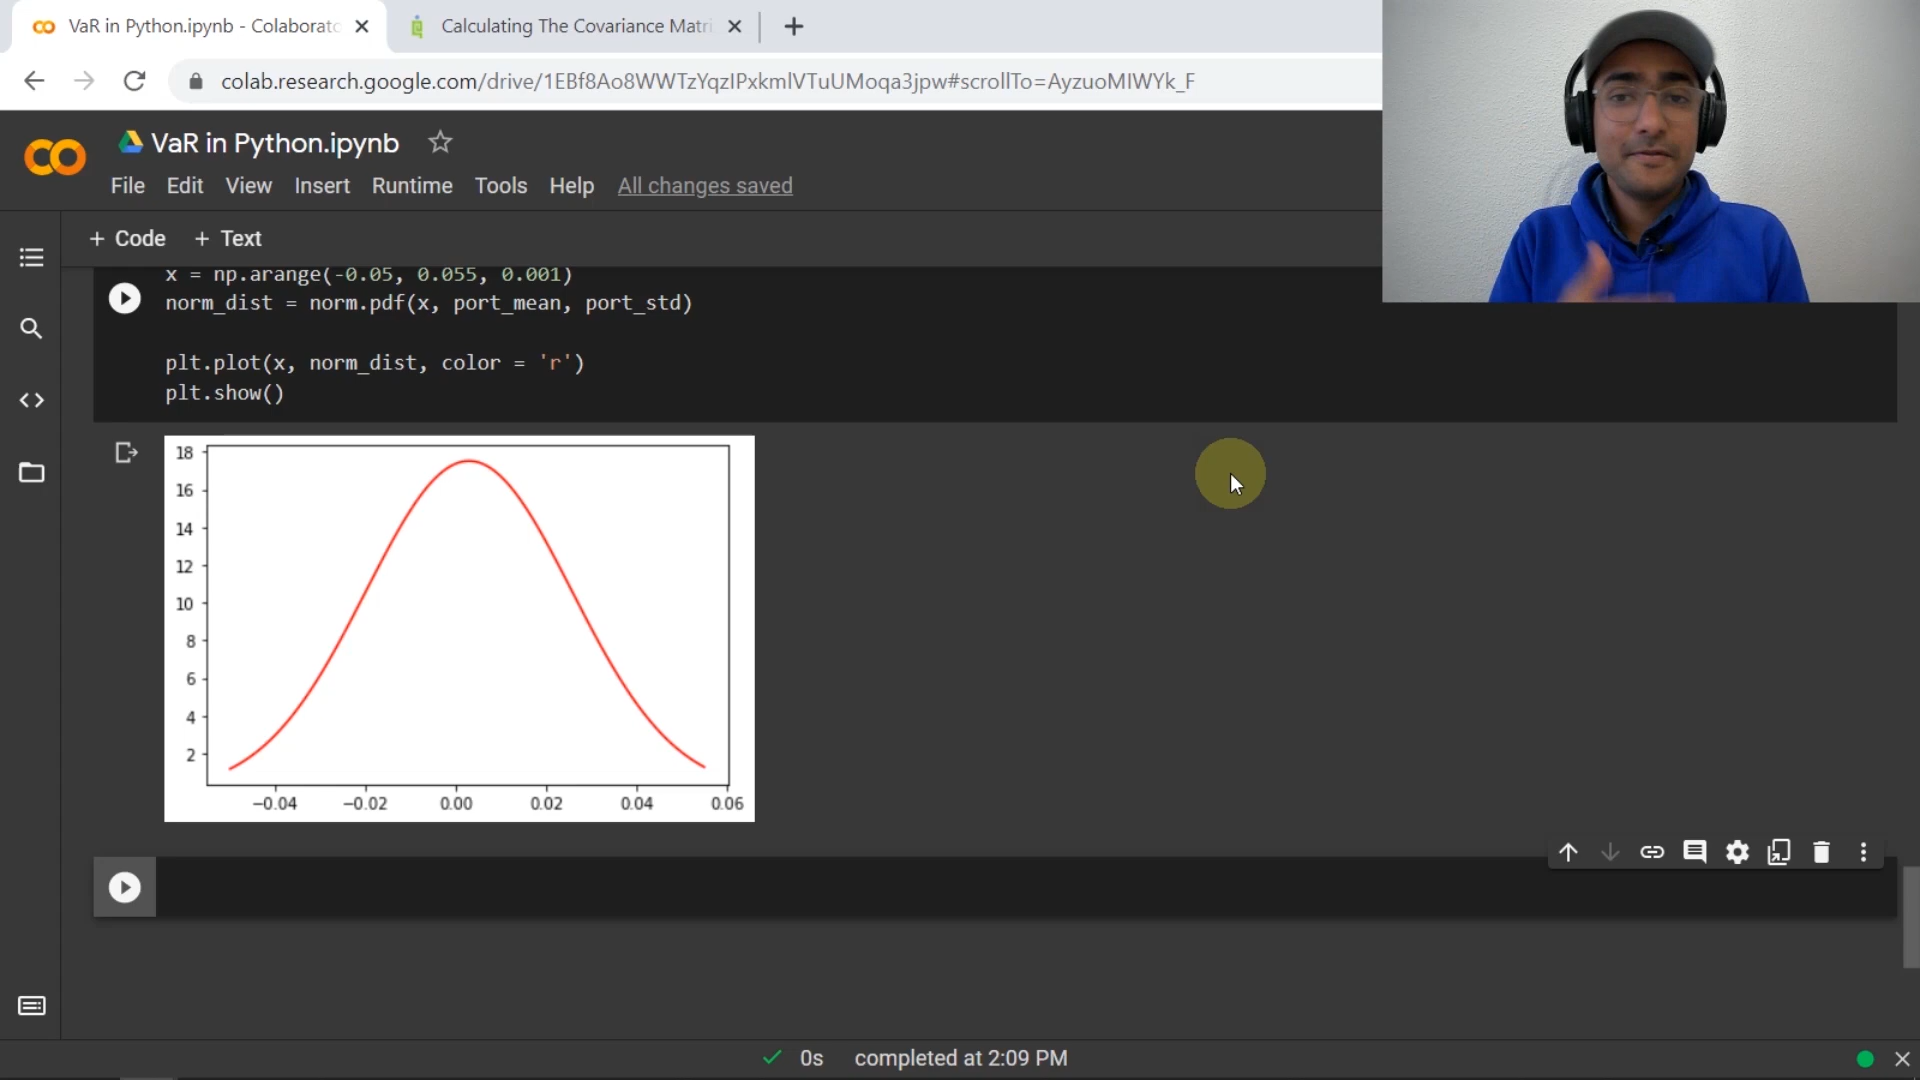 VaR in Python.ipynb - Colaborato
Calculating The Covariance Matri
colab.research.google.com/drive/1EBf8Ao8WWTzYqzIPxkmlVTuUMoqa3jpw#scrollTo=AyzuoMIWYk_F
VaR in Python.ipynb
File Edit View Insert Runtime Tools Help All changes saved
+ Code + Text
x = np.arange(-0.05, 0.055, 0.001)
norm_dist = norm.pdf(x, port_mean, port_std)
plt.plot(x, norm_dist, color = 'r')
plt.show()
18
16
14
12
10
8
6
4
2
−0.04 −0.02 0.00 0.02 0.04 0.06
0s completed at 2:09 PM